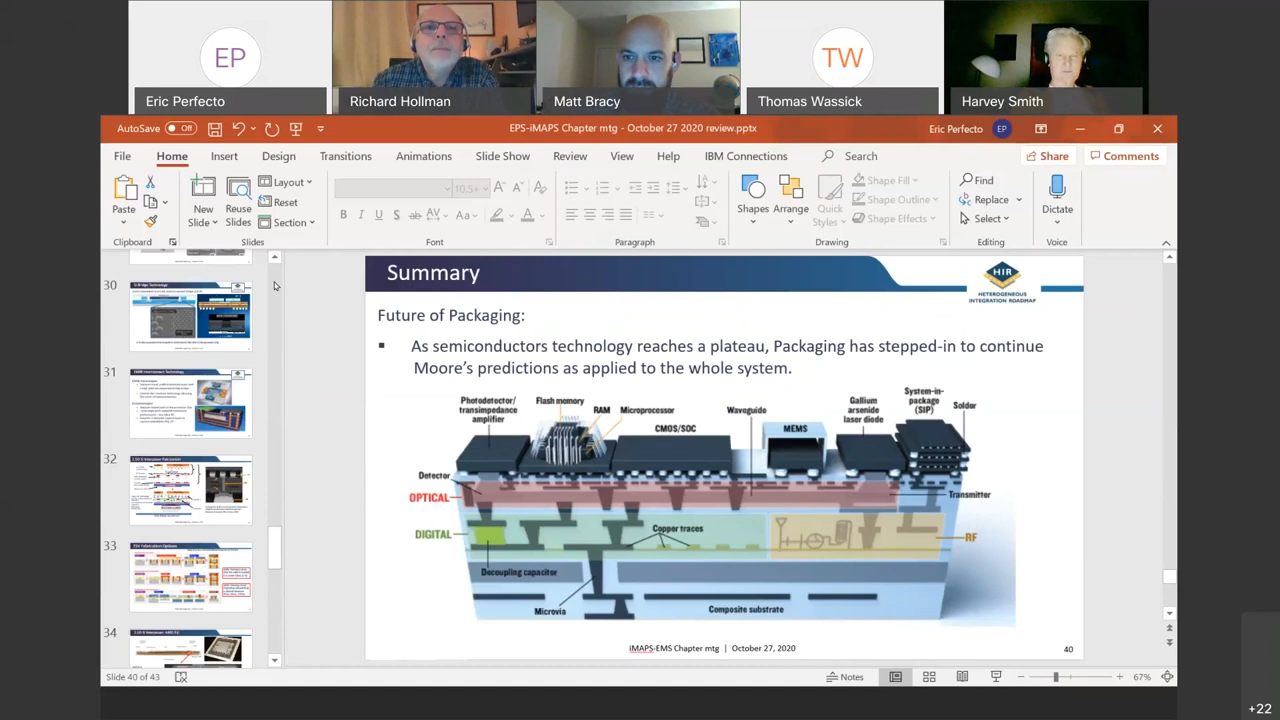 EP
TW
Eric Perfecto
Richard Hollman
Matt Bracy
Thomas Wassick
Harvey Smith
AutoSave Off
EPS-iMAPS Chapter mtg - October 27 2020 review.pptx
Eric Perfecto EP
File Home Insert Design Transitions Animations Slide Show Review View Help IBM Connections Search Share Comments
Paste
New
Slides
Reuse
Slides
Layout
Reset
Section
10.5+
B I U S ab AV Aa A
Shapes Arrange Quick
Styles
Shape Fill
Shape Outline
Shape Effects
Find
Replace
Select
Dictate
Clipboard Slides Font Paragraph Drawing Editing Voice
30
31
32
33
34
Summary
HIR
HETEROGENEOUS
INTEGRATION ROADMAP
Future of Packaging:
▪ As semiconductors technology reaches a plateau, Packaging has stepped-in to continue
Moore's predictions as applied to the whole system.
Photodetector/
transimpedance
amplifier
Flash memory
RAM
Microprocessor
CMOS/SOC
Waveguide
MEMS
Gallium
arsenide
laser diode
System-in-
package
(SIP)
Solder
Detector
OPTICAL
Transmitter
DIGITAL
Copper traces
RF
Decoupling capacitor
Microvia
Composite substrate
iMAPS-EMS Chapter mtg | October 27, 2020
40
Slide 40 of 43
Notes
67%
+22